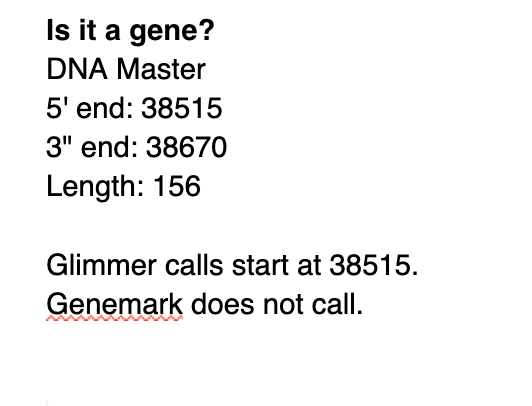 Is it a gene?
DNA Master
5' end: 38515
3" end: 38670
Length: 156
Glimmer calls start at 38515.
Genemark does not call.